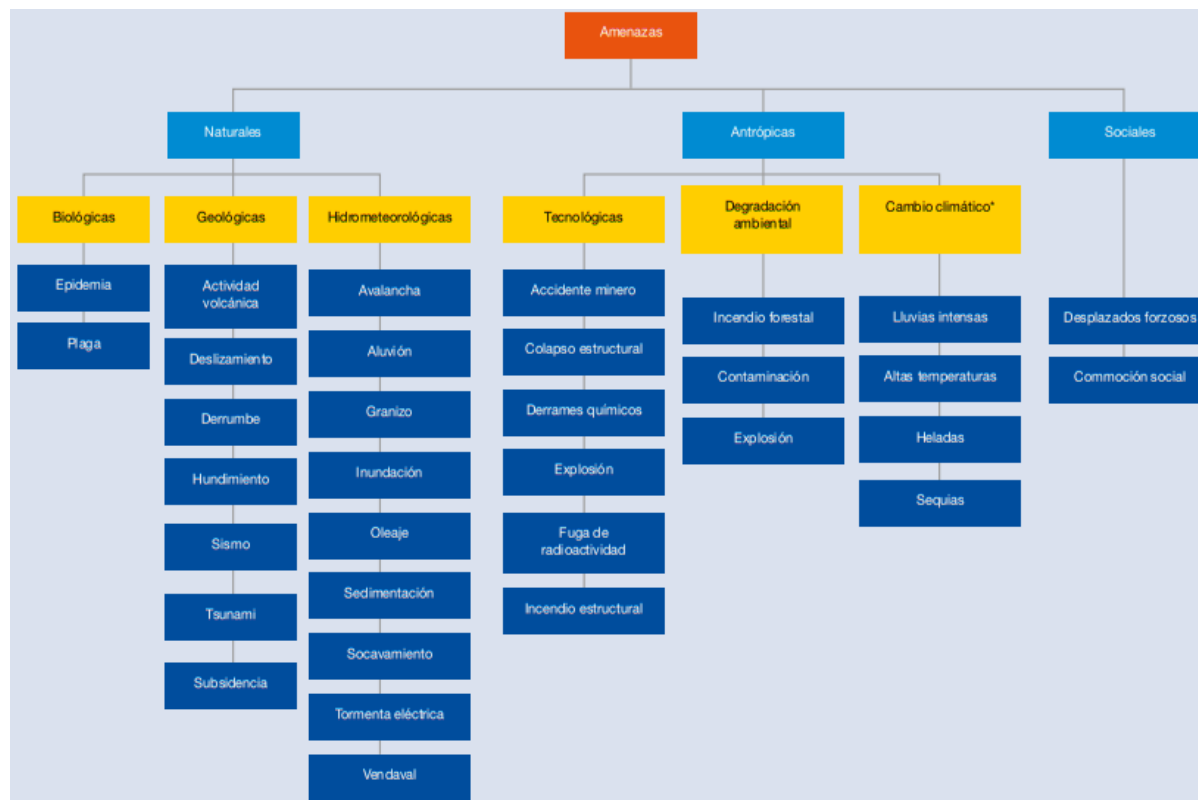 Amenazas
Naturales
Antrópicas
Sociales
Biológicas
Geológicas
Hidrometeorológicas
Tecnológicas
Degradación
ambiental
Cambio climático*
Epidemia
Plaga
Actividad
volcánica
Deslizamiento
Derrumbe
Hundimiento
Sismo
Tsunami
Subsidencia
Avalancha
Aluvión
Granizo
Inundación
Oleaje
Sedimentación
Socavamiento
Tormenta eléctrica
Vendaval
Accidente minero
Colapso estructural
Derrames químicos
Explosión
Fuga de
radioactividad
Incendio estructural
Incendio forestal
Contaminación
Explosión
Lluvias intensas
Altas temperaturas
Heladas
Sequias
Desplazados forzosos
Commoción social